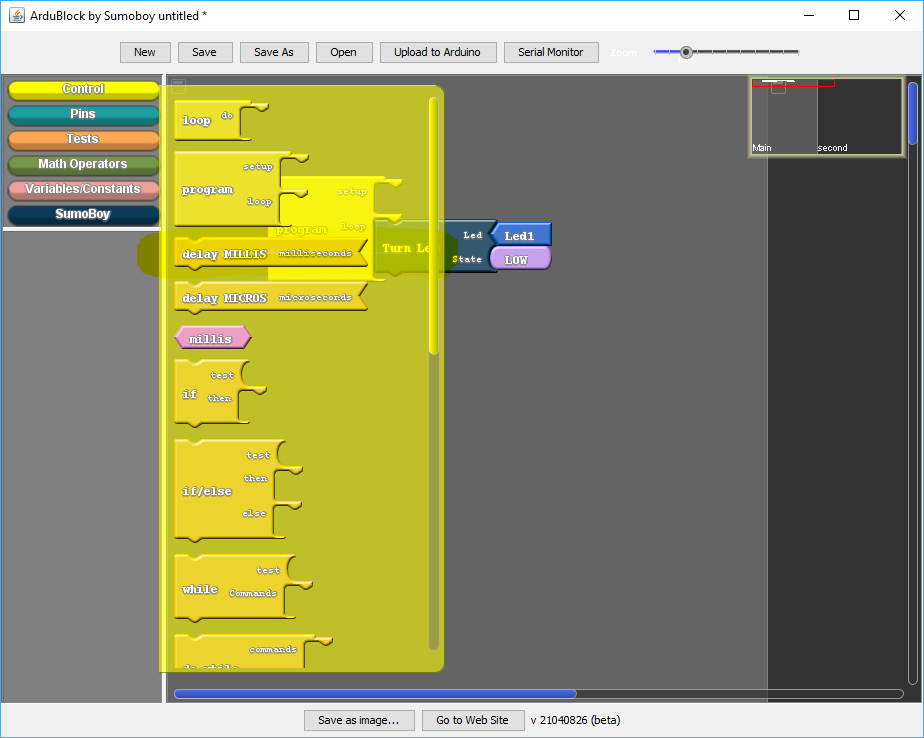 ArduBlock by Sumoboy untitled *
New Save Save As Open Upload to Arduino Serial Monitor Zoom
Control
Pins
Tests
Math Operators
Variables/Constants
SumoBoy
loop do
setup
program
loop
setup
program
loop
delay MILLIS milliseconds
Turn Le
Led Led1
State LOW
delay MICROS microseconds
millis
test
if then
test
then
if/else
else
test
while Commands
commands
do while
Main second
Save as image... Go to Web Site v 21040826 (beta)